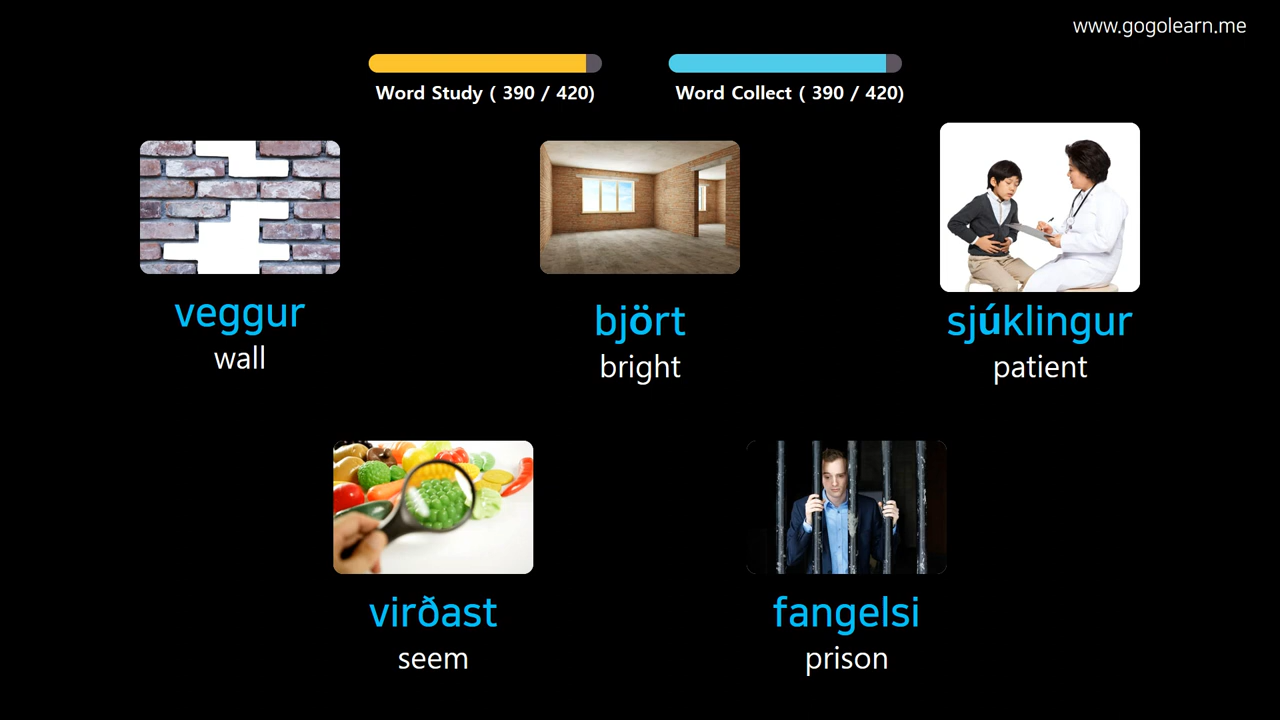 www.gogolearn.me
Word Study ( 390 / 420)
Word Collect ( 390 / 420)
veggur
wall
björt
bright
sjúklingur
patient
virðast
seem
fangelsi
prison